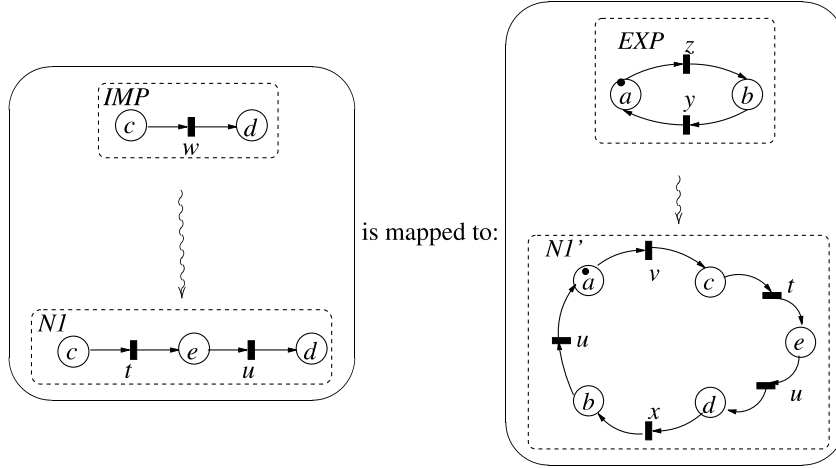 IMP
c d
w
N1
c e d
t u
is mapped to:
EXP
z
a b
y
N1’
a v c t
u e
b x d u